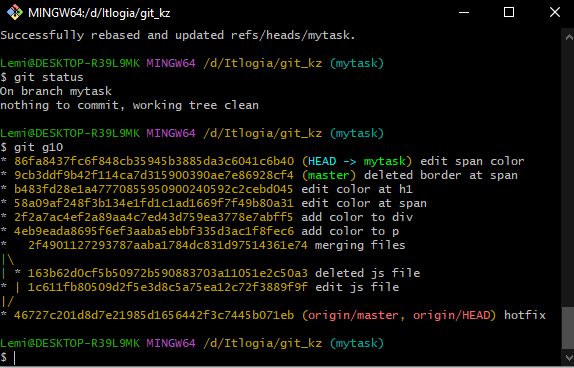 MINGW64:/d/Itlogia/git_kz
Successfully rebased and updated refs/heads/mytask.
Lemi@DESKTOP-R39L9MK MINGW64 /d/Itlogia/git_kz (mytask)
$ git status
On branch mytask
nothing to commit, working tree clean
Lemi@DESKTOP-R39L9MK MINGW64 /d/Itlogia/git_kz (mytask)
$ git g10
* 86fa8437fc6f848cb35945b3885da3c6041c6b40 (HEAD -> mytask) edit span color
* 9cb3ddf9b42f114ca7d315900390ae7e86928cf4 (master) deleted border at span
* b483fd28e1a47770855950900240592c2cebd045 edit color at h1
* 58a09af248f3b134e1fd1c1ad1669f7f49b80a31 edit color at span
* 2f2a7ac4ef2a89aa4c7ed43d759ea3778e7abff5 add color to div
* 4eb9eada8695f6ef3aaba5ebbf335d3ac1f8fec6 add color to p
*   2f4901127293787aaba1784dc831d97514361e74 merging files
|\
| * 163b62d0cf5b50972b590883703a11051e2c50a3 deleted js file
* | 1c611fb80509d2f5e3d8c5a75ea12c72f3889f9f edit js file
|/
* 46727c201d8d7e21985d1656442f3c7445b071eb (origin/master, origin/HEAD) hotfix
Lemi@DESKTOP-R39L9MK MINGW64 /d/Itlogia/git_kz (mytask)
$